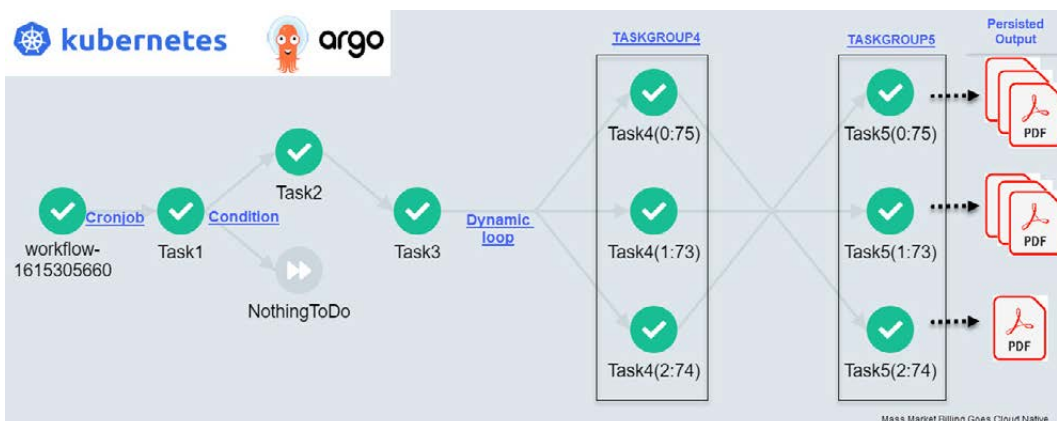 kubernetes
argo
TASKGROUP4
TASKGROUP5
Persisted
Output
Task4(0:75)
Task5(0:75)
PDF
Task2
Cronjob
Condition
workflow-
1615305660
Task1
Task3
Dynamic
loop
Task4(1:73)
Task5(1:73)
PDF
NothingToDo
Task4(2:74)
Task5(2:74)
PDF
Mass Market Billing Goes Cloud Native